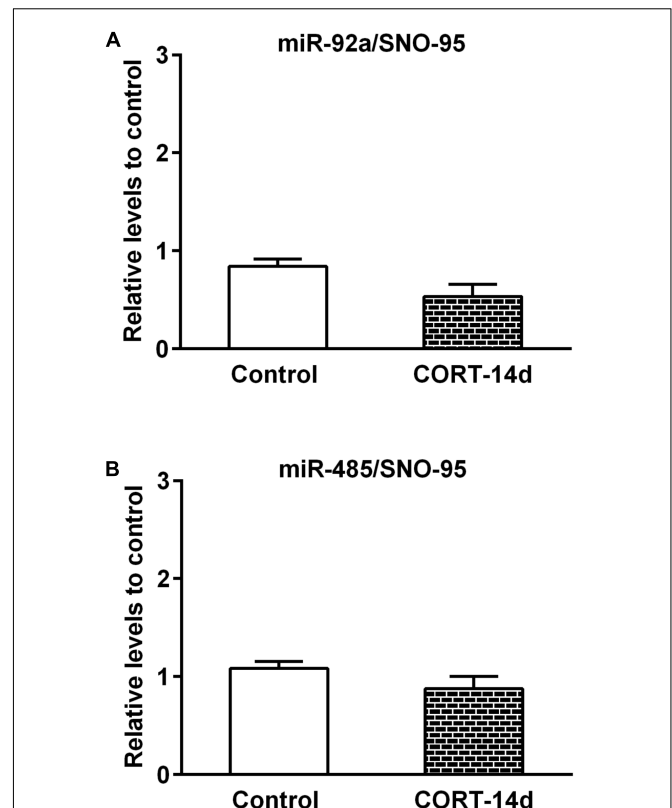 A
miR-92a/SNO-95
Relative levels to control
3
2
1
0
Control
CORT-14d
B
miR-485/SNO-95
Relative levels to control
3
2
1
0
Control
CORT-14d